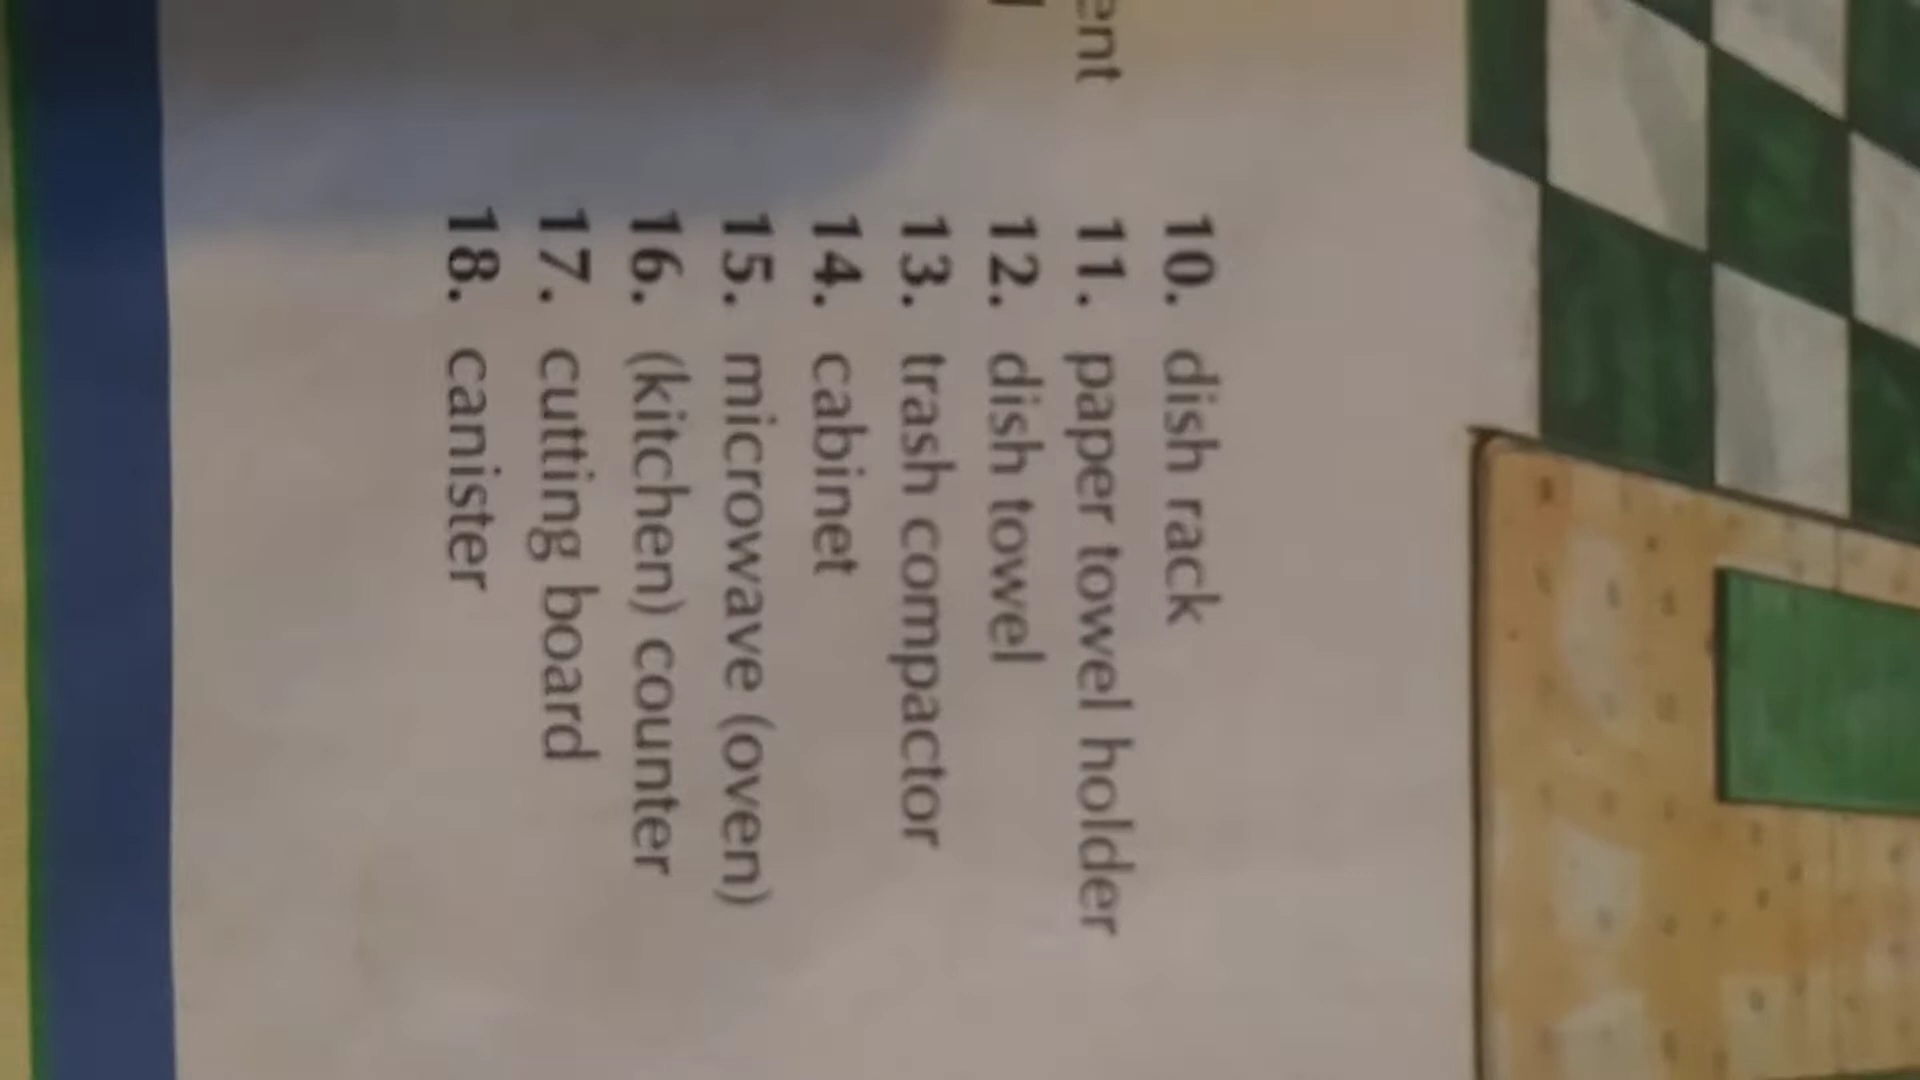 ent
10. dish rack
11. paper towel holder
12. dish towel
13. trash compactor
14. cabinet
15. microwave (oven)
16. (kitchen) counter
17. cutting board
18. canister